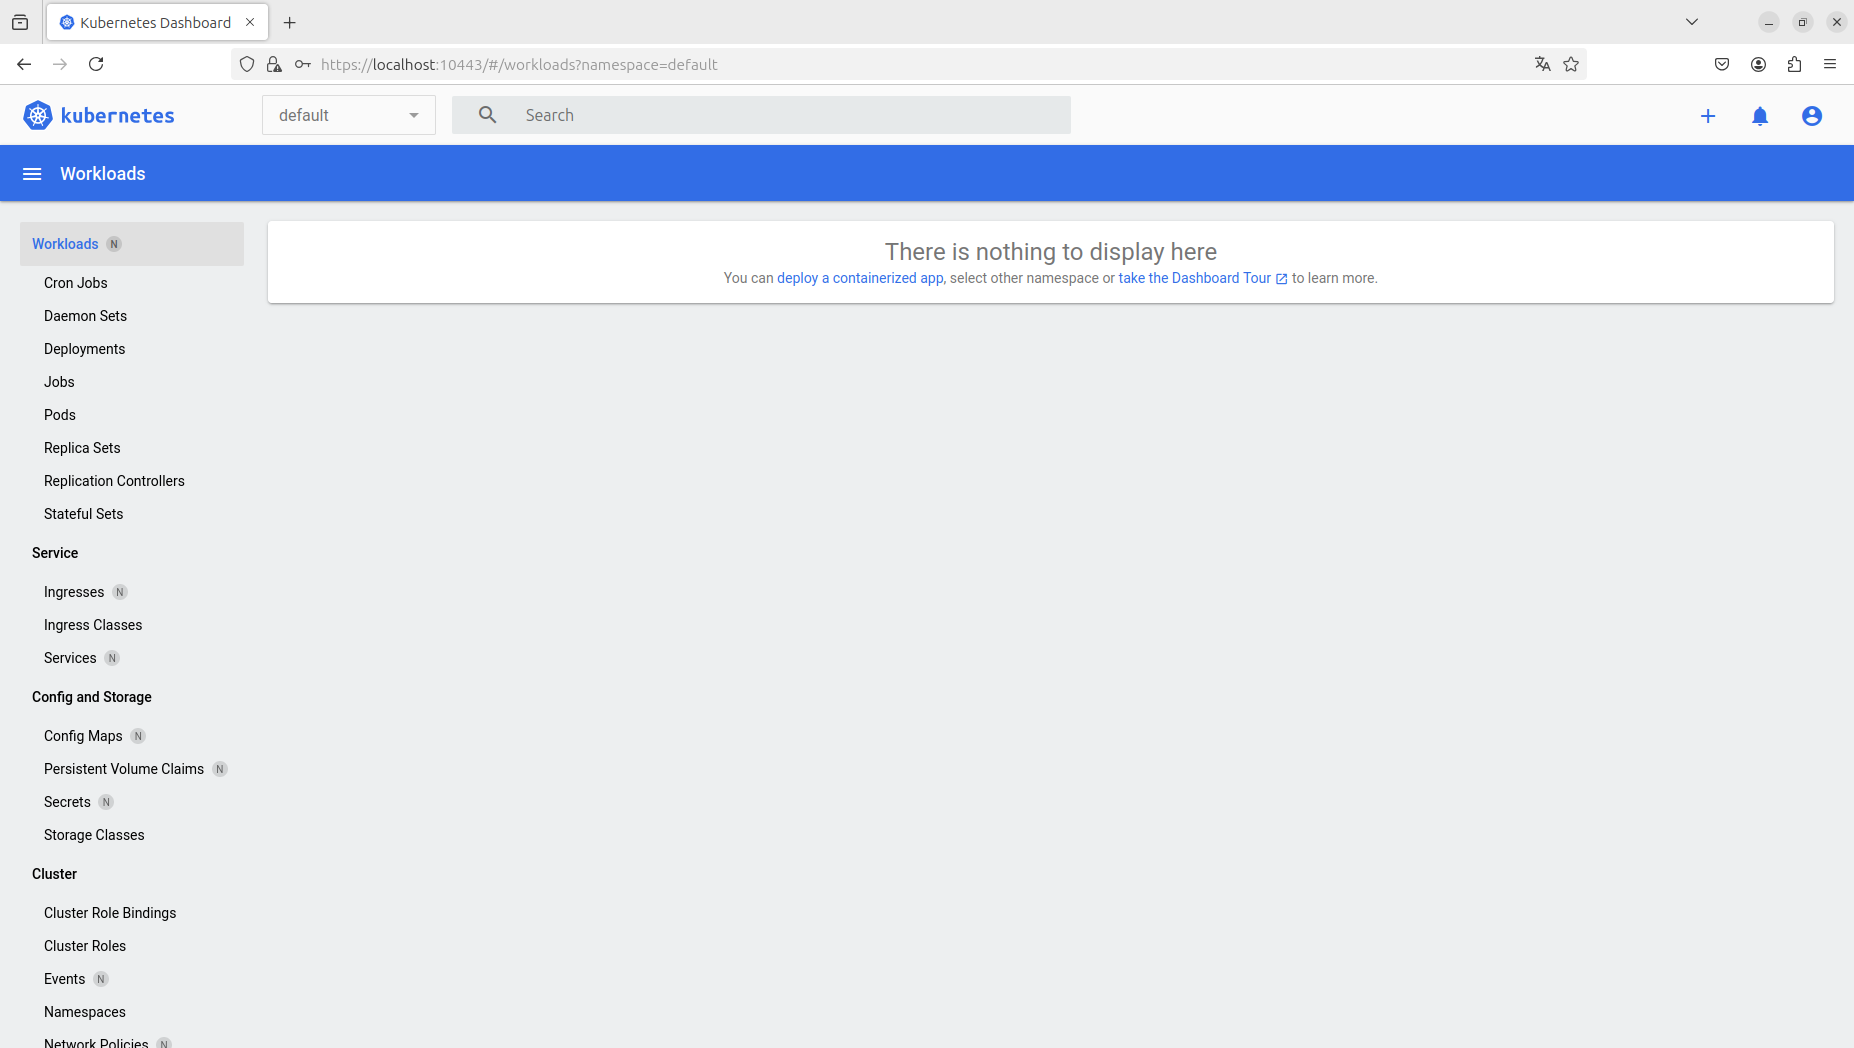 Kubernetes Dashboard
https://localhost:10443/#/workloads?namespace=default
kubernetes
default
Search
Workloads
Workloads N
Cron Jobs
Daemon Sets
Deployments
Jobs
Pods
Replica Sets
Replication Controllers
Stateful Sets
Service
Ingresses N
Ingress Classes
Services N
Config and Storage
Config Maps N
Persistent Volume Claims N
Secrets N
Storage Classes
Cluster
Cluster Role Bindings
Cluster Roles
Events N
Namespaces
Network Policies N
There is nothing to display here
You can deploy a containerized app, select other namespace or take the Dashboard Tour to learn more.